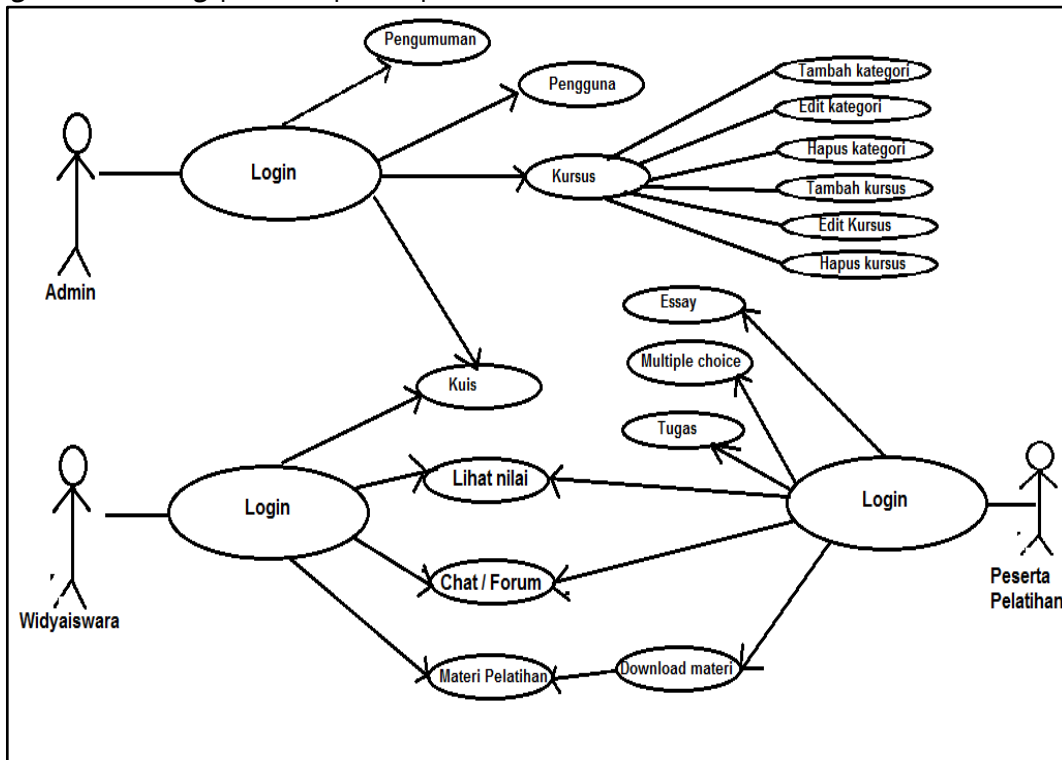 Pengumuman
Pengguna
Tambah kategori
Edit kategori
Hapus kategori
Tambah kursus
Edit Kursus
Hapus kursus
Login
Kursus
Admin
Essay
Multiple choice
Tugas
Kuis
Lihat nilai
Login
Login
Chat / Forum
Widyaiswara
Peserta
Pelatihan
Materi Pelatihan
Download materi